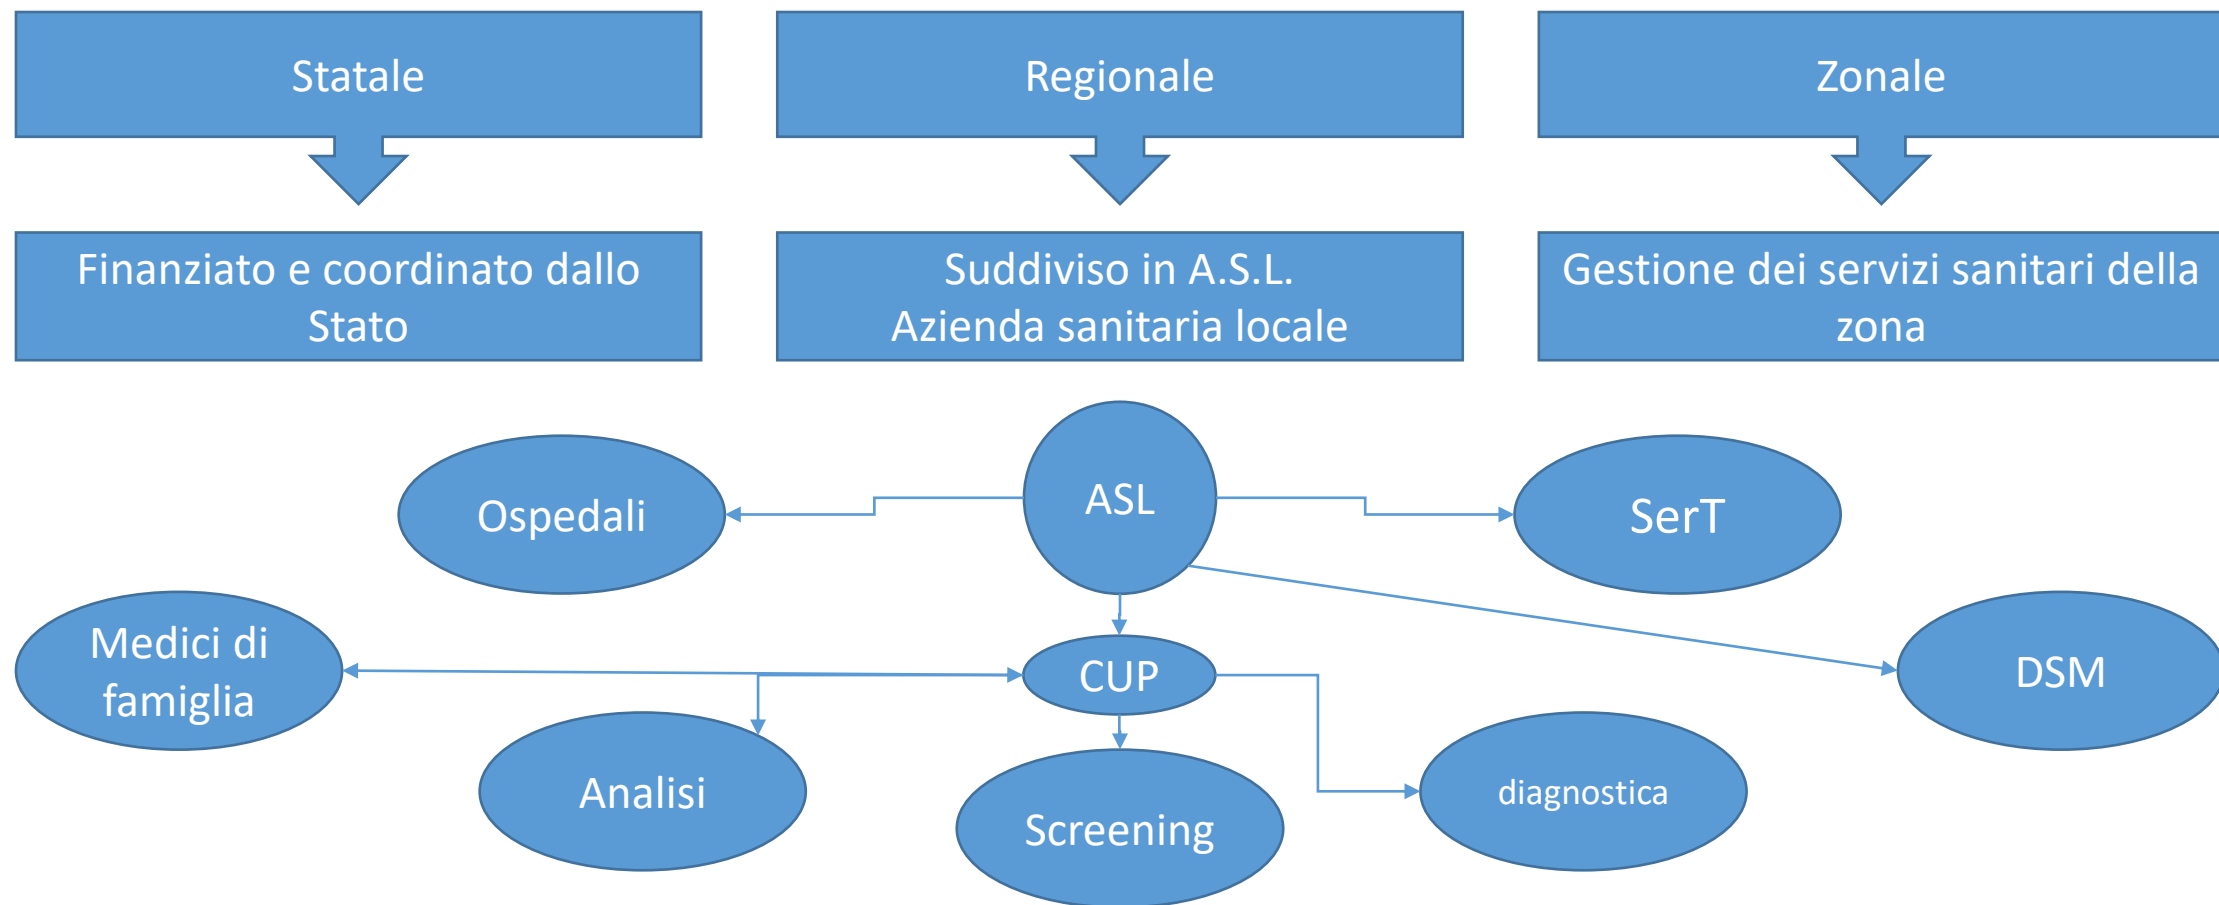 Statale
Regionale
Zonale
Finanziato e coordinato dallo
Stato
Suddiviso in A.S.L.
Azienda sanitaria locale
Gestione dei servizi sanitari della
zona
Ospedali
ASL
SerT
Medici di
famiglia
CUP
DSM
Analisi
Screening
diagnostica